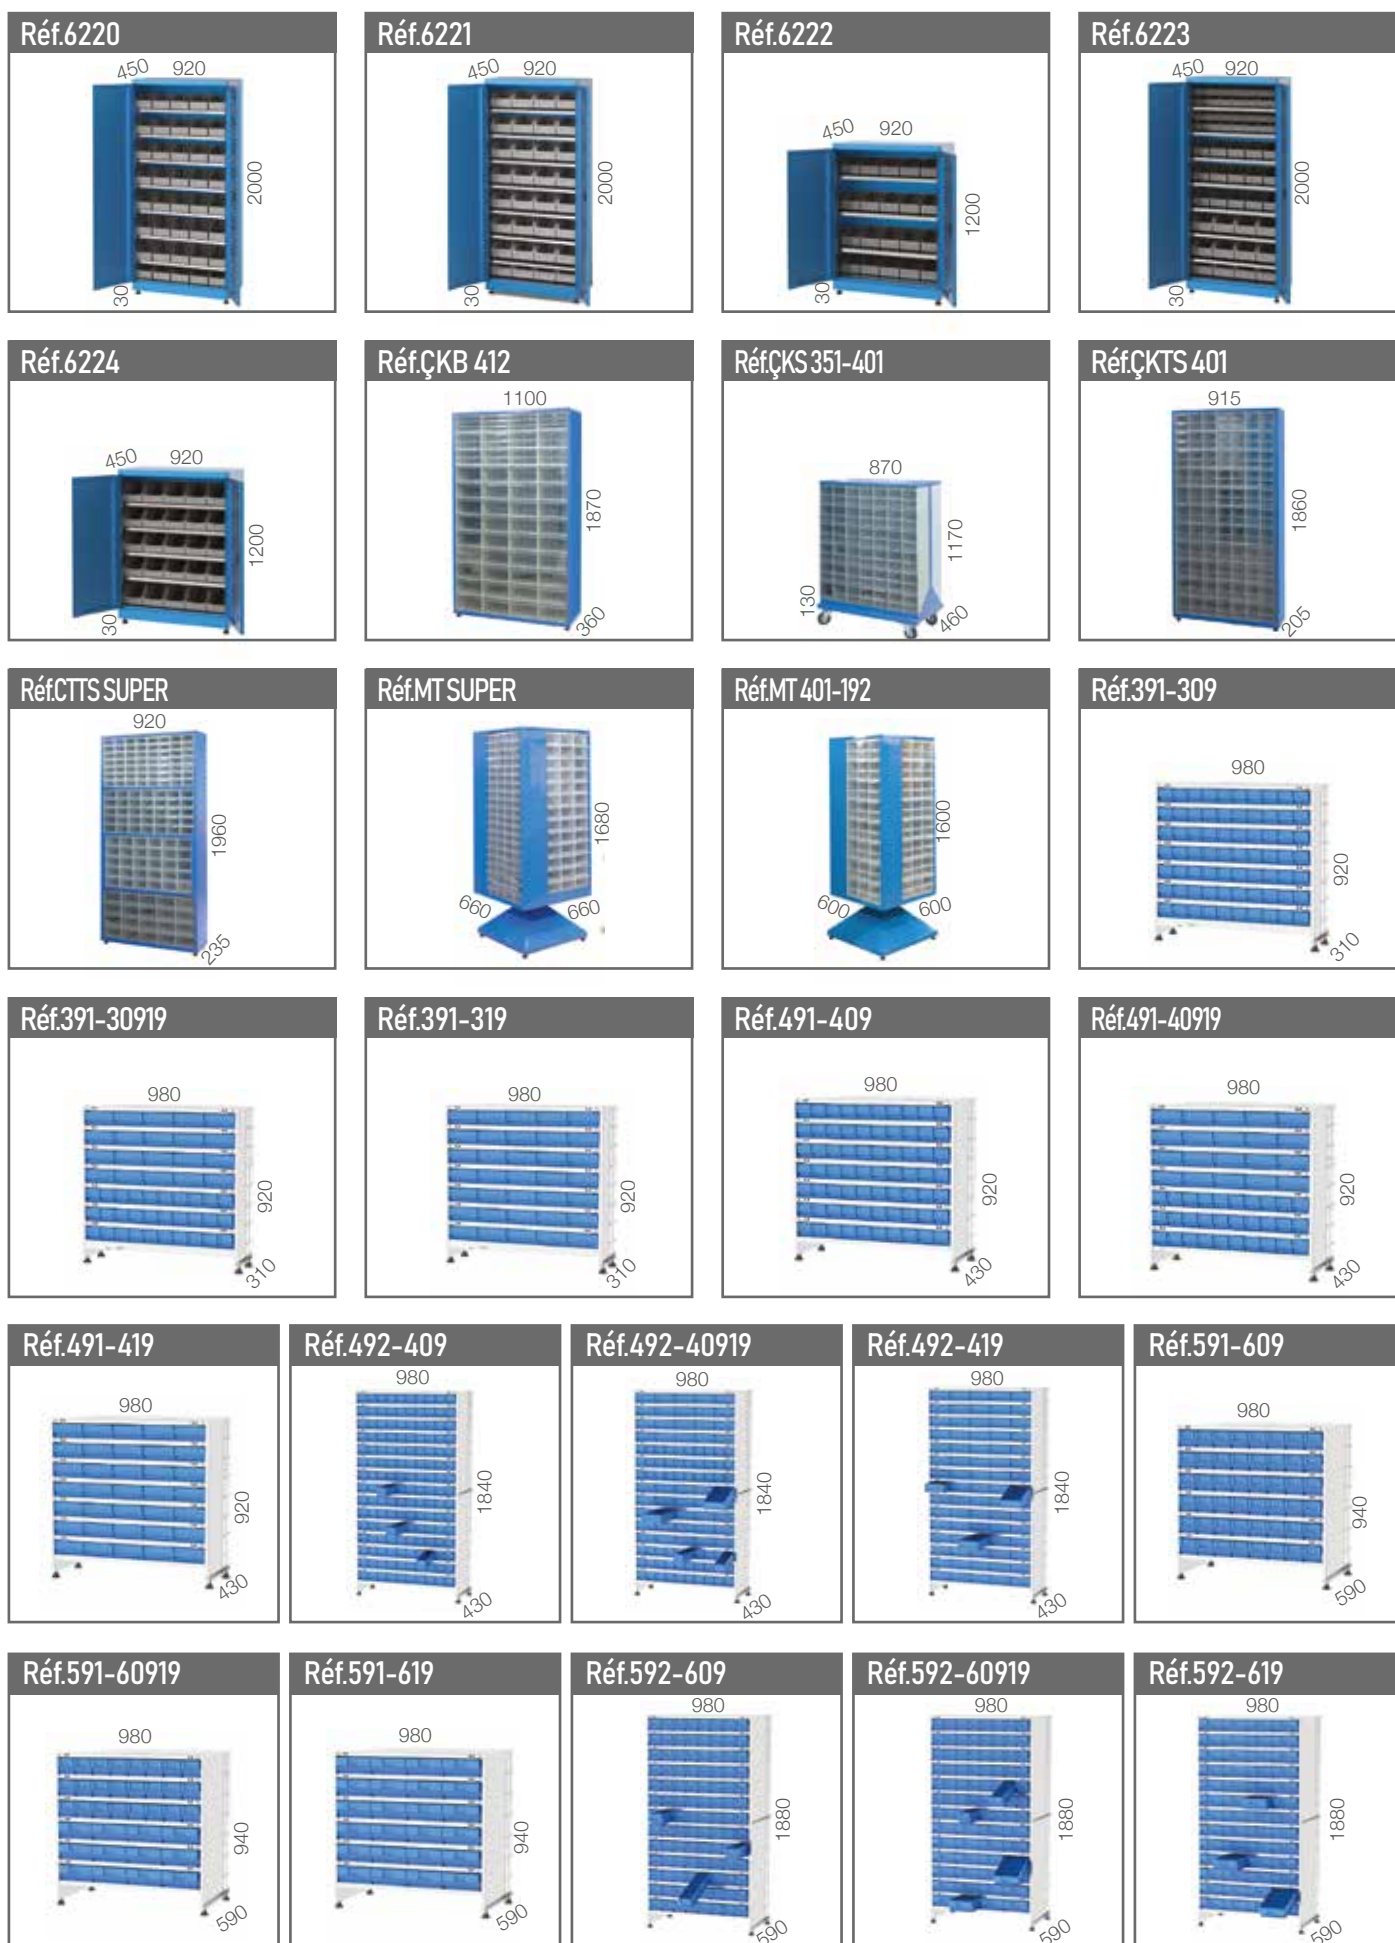 Réf.6220
450 920
2000
30
Réf.6221
450 920
2000
30
Réf.6222
450 920
1200
30
Réf.6223
450 920
2000
30
Réf.6224
450 920
1200
30
Réf.ÇKB 412
1100
1870
360
Réf.ÇKS 351-401
870
1170
130
460
Réf.ÇKTS 401
915
1860
205
Réf.CTTS SUPER
920
1960
235
Réf.MT SUPER
1680
660 660
Réf.MT 401-192
1600
600 600
Réf.391-309
980
920
310
Réf.391-30919
980
920
310
Réf.391-319
980
920
310
Réf.491-409
980
920
430
Réf.491-40919
980
920
430
Réf.491-419
980
920
430
Réf.492-409
980
1840
430
Réf.492-40919
980
1840
430
Réf.492-419
980
1840
430
Réf.591-609
980
940
590
Réf.591-60919
980
940
590
Réf.591-619
980
940
590
Réf.592-609
980
1880
590
Réf.592-60919
980
1880
590
Réf.592-619
980
1880
590